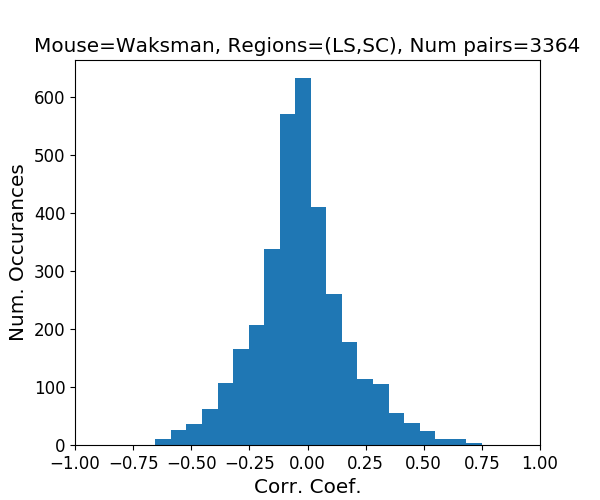 Mouse=Waksman, Regions=(LS,SC), Num pairs=3364
Num. Occurances
600
500
400
300
200
100
0
−1.00 −0.75 −0.50 −0.25 0.00 0.25 0.50 0.75 1.00
Corr. Coef.